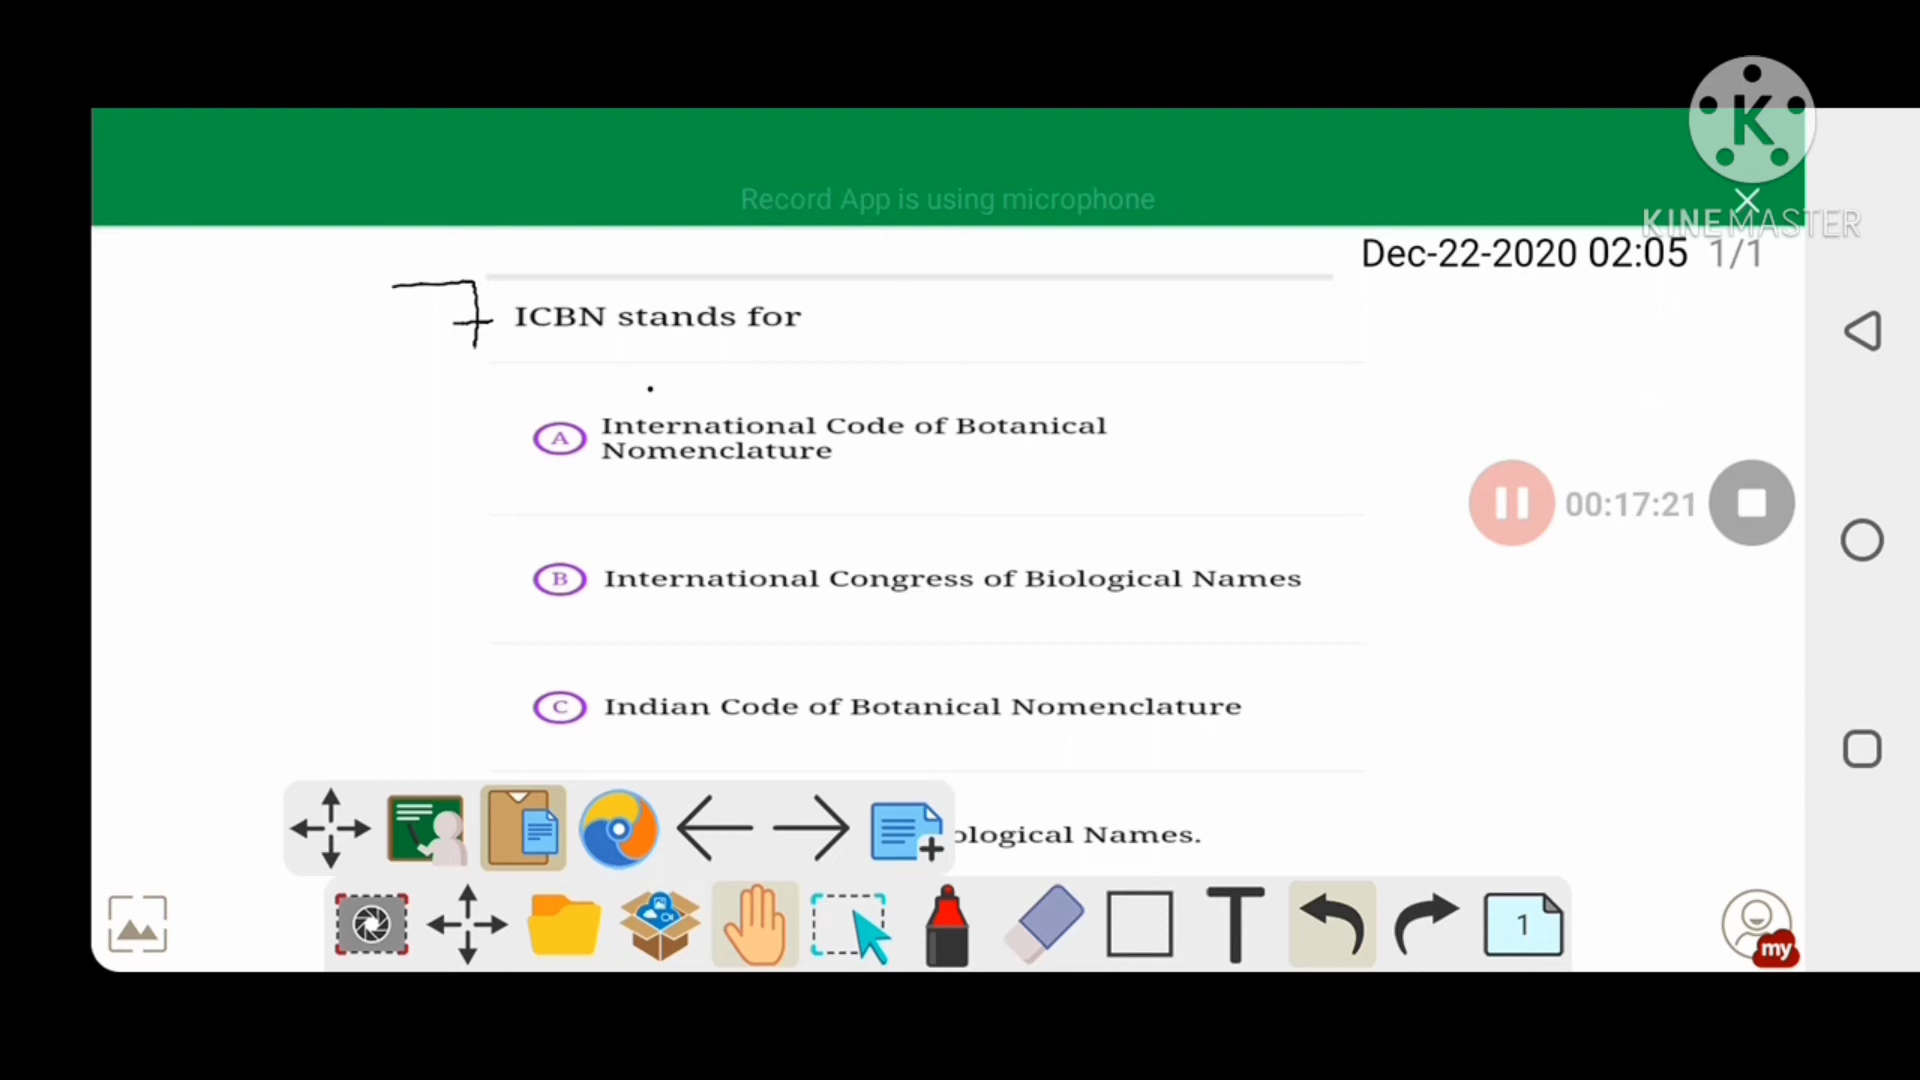 K
KINEMASTER
Record App is using microphone
Dec-22-2020 02:05 1/1
ICBN stands for
A International Code of Botanical
Nomenclature
00:17:21
B International Congress of Biological Names
C Indian Code of Botanical Nomenclature
ological Names.
T
1
my